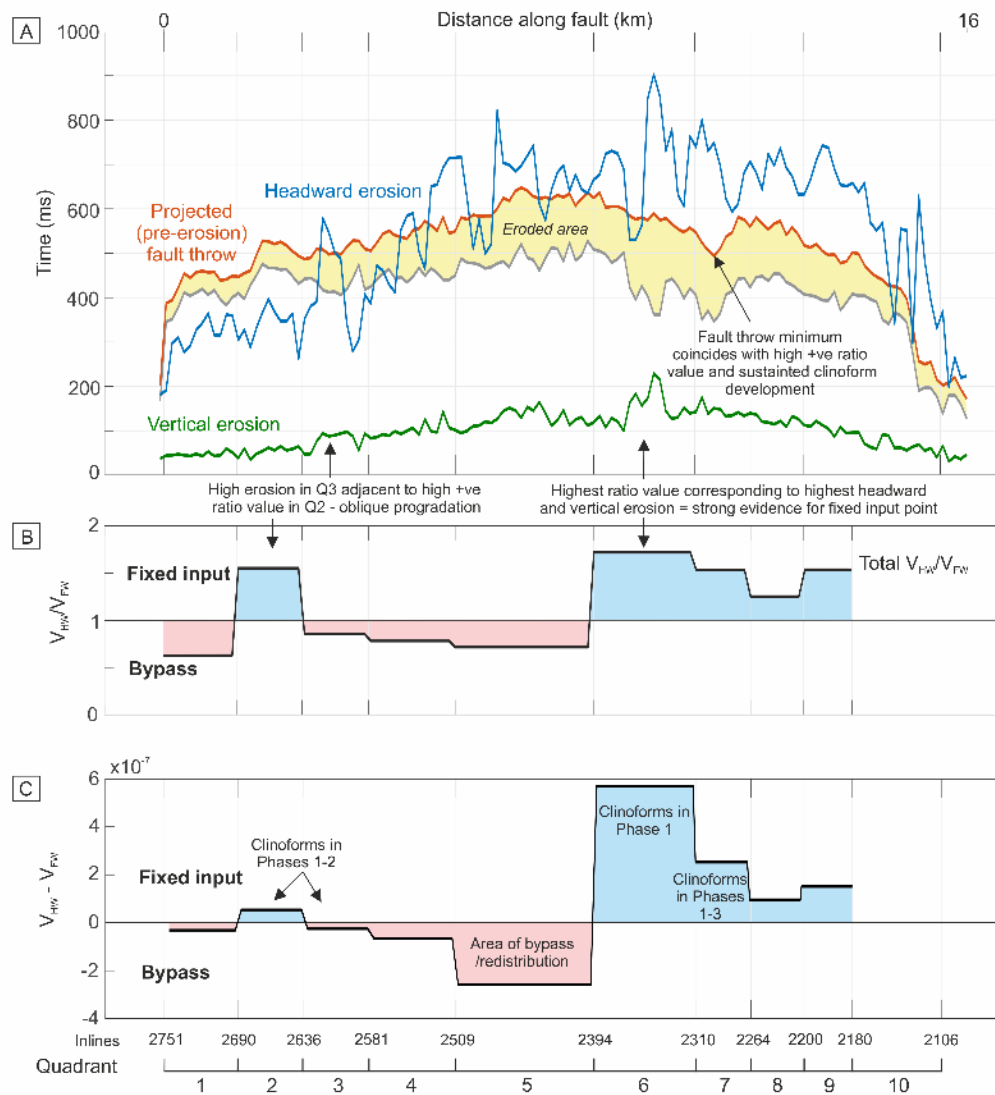 A
0
Distance along fault (km)
16
1000
800
600
400
200
0
Time (ms)
Headward erosion
Projected
(pre-erosion)
fault throw
Eroded area
Fault throw minimum
coincides with high +ve ratio
value and sustainted clinoform
development
Vertical erosion
High erosion in Q3 adjacent to high +ve
ratio value in Q2 - oblique progradation
Highest ratio value corresponding to highest headward
and vertical erosion = strong evidence for fixed input point
B
2
1
0
V_HW/V_FW
Fixed input
Bypass
Total V_HW/V_FW
C
x10⁻⁷
6
4
2
0
-2
-4
V_HW - V_FW
Clinoforms in
Phases 1-2
Fixed input
Bypass
Area of bypass
/redistribution
Clinoforms in
Phase 1
Clinoforms
in Phases
1-3
Inlines 2751 2690 2636 2581 2509 2394 2310 2264 2200 2180 2106
Quadrant 1 2 3 4 5 6 7 8 9 10